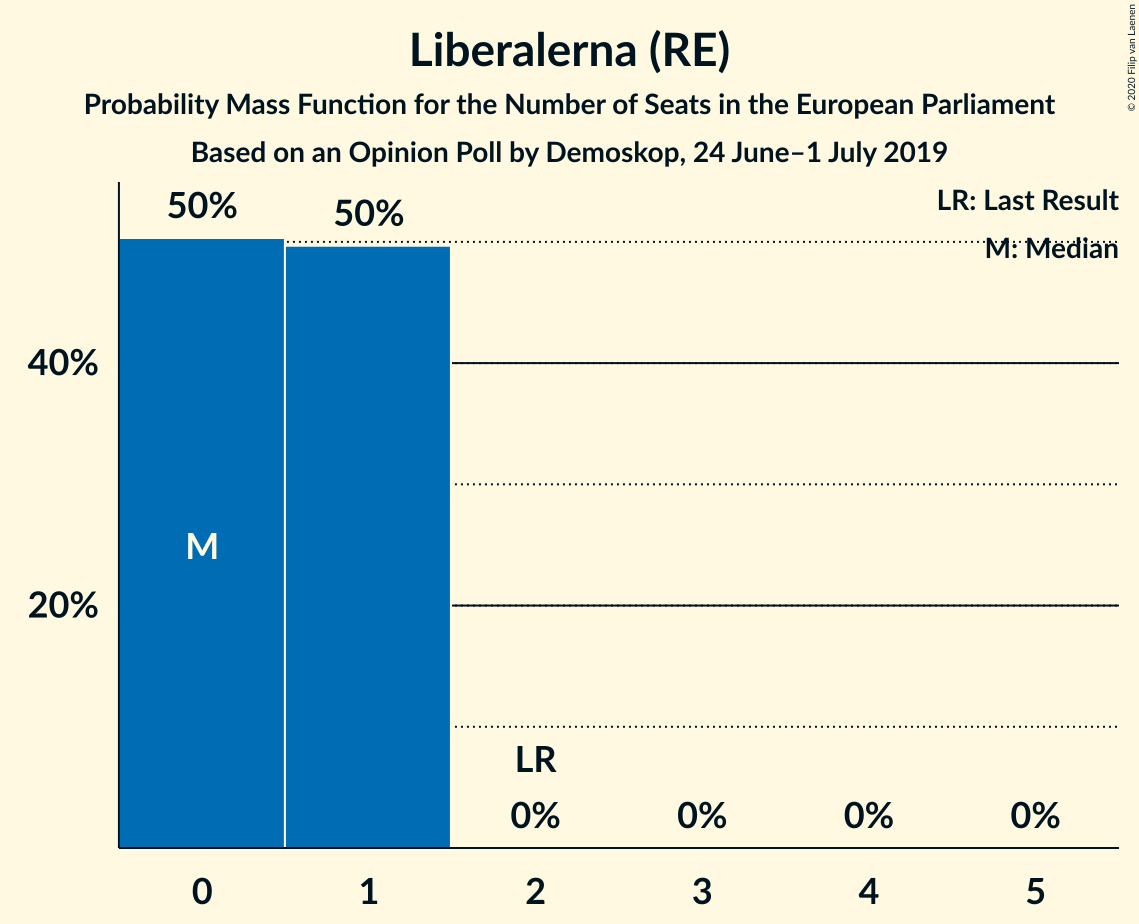 Liberalerna (RE)
Probability Mass Function for the Number of Seats in the European Parliament
Based on an Opinion Poll by Demoskop, 24 June–1 July 2019
© 2020 Filip van Laenen
LR: Last Result
M: Median
50%
50%
40%
20%
M
LR
0%
0%
0%
0%
0
1
2
3
4
5